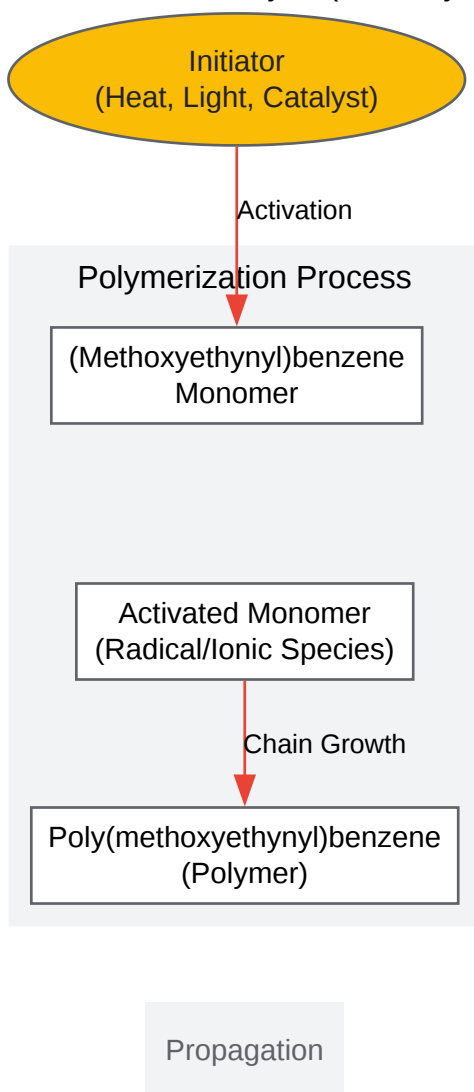 Initiator
(Heat, Light, Catalyst)
Activation
Polymerization Process
(Methoxyethynyl)benzene
Monomer
Activated Monomer
(Radical/Ionic Species)
Chain Growth
Poly(methoxyethynyl)benzene
(Polymer)
Propagation